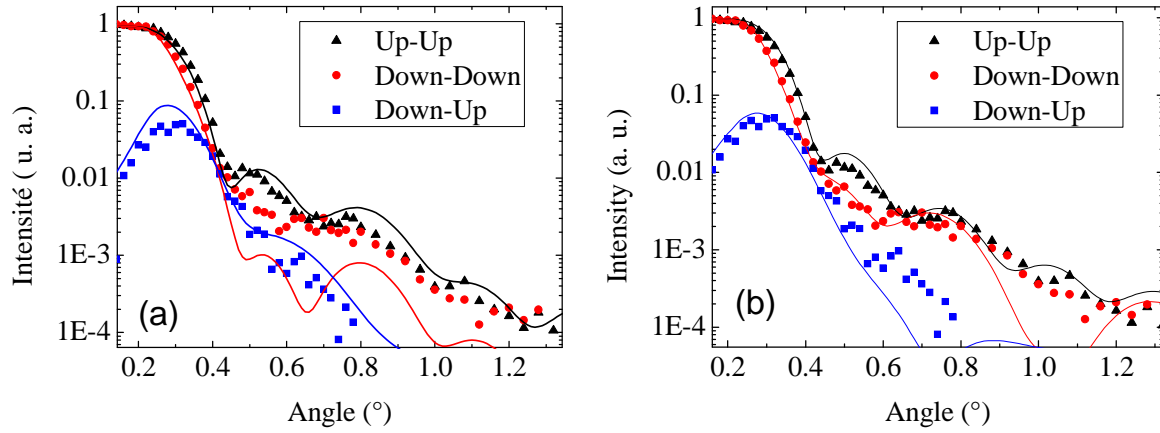 1
0.1
0.01
1E-3
1E-4
Intensité ( u. a.)
Up-Up
Down-Down
Down-Up
(a)
0.2 0.4 0.6 0.8 1.0 1.2
Angle (°)
1
0.1
0.01
1E-3
1E-4
Intensity (a. u.)
Up-Up
Down-Down
Down-Up
(b)
0.2 0.4 0.6 0.8 1.0 1.2
Angle (°)